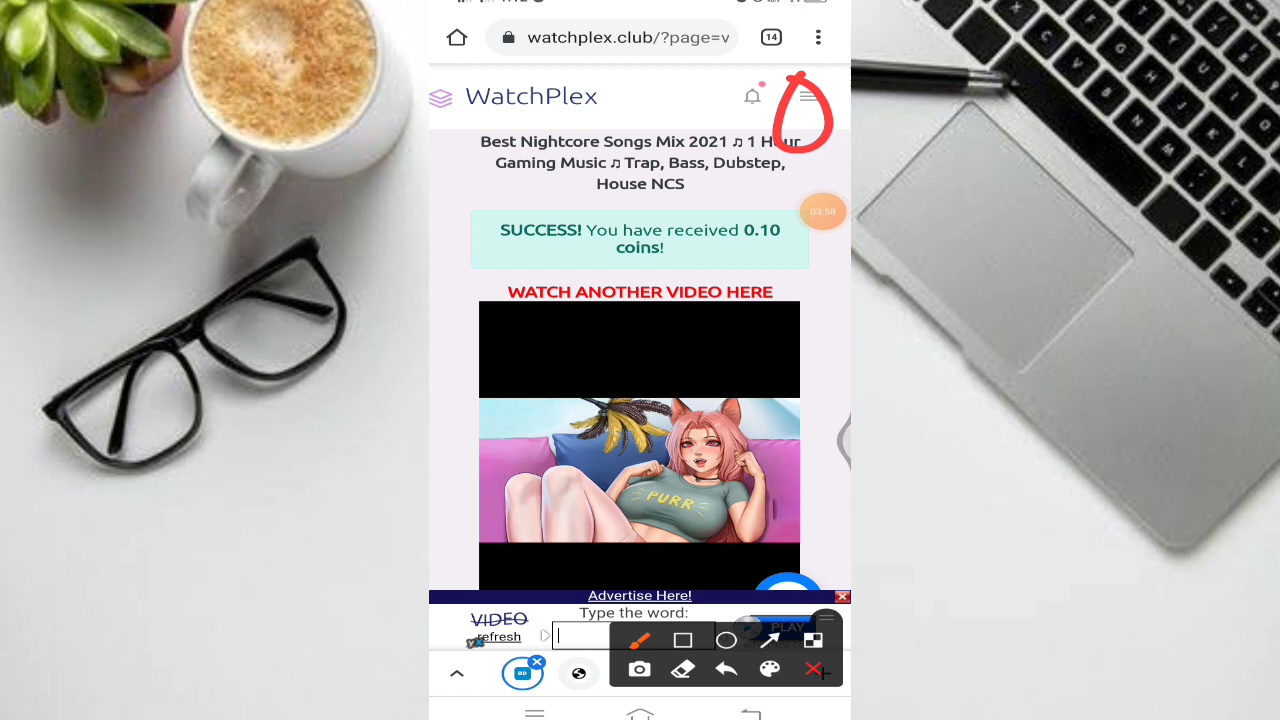 14
watchplex.club/?page=v
WatchPlex
Best Nightcore Songs Mix 2021 ♫ 1 Hour
Gaming Music ♫ Trap, Bass, Dubstep,
House NCS
03:58
SUCCESS! You have received 0.10
coins!
WATCH ANOTHER VIDEO HERE
PURR
Advertise Here!
Type the word:
VIDEO
refresh
PLAY